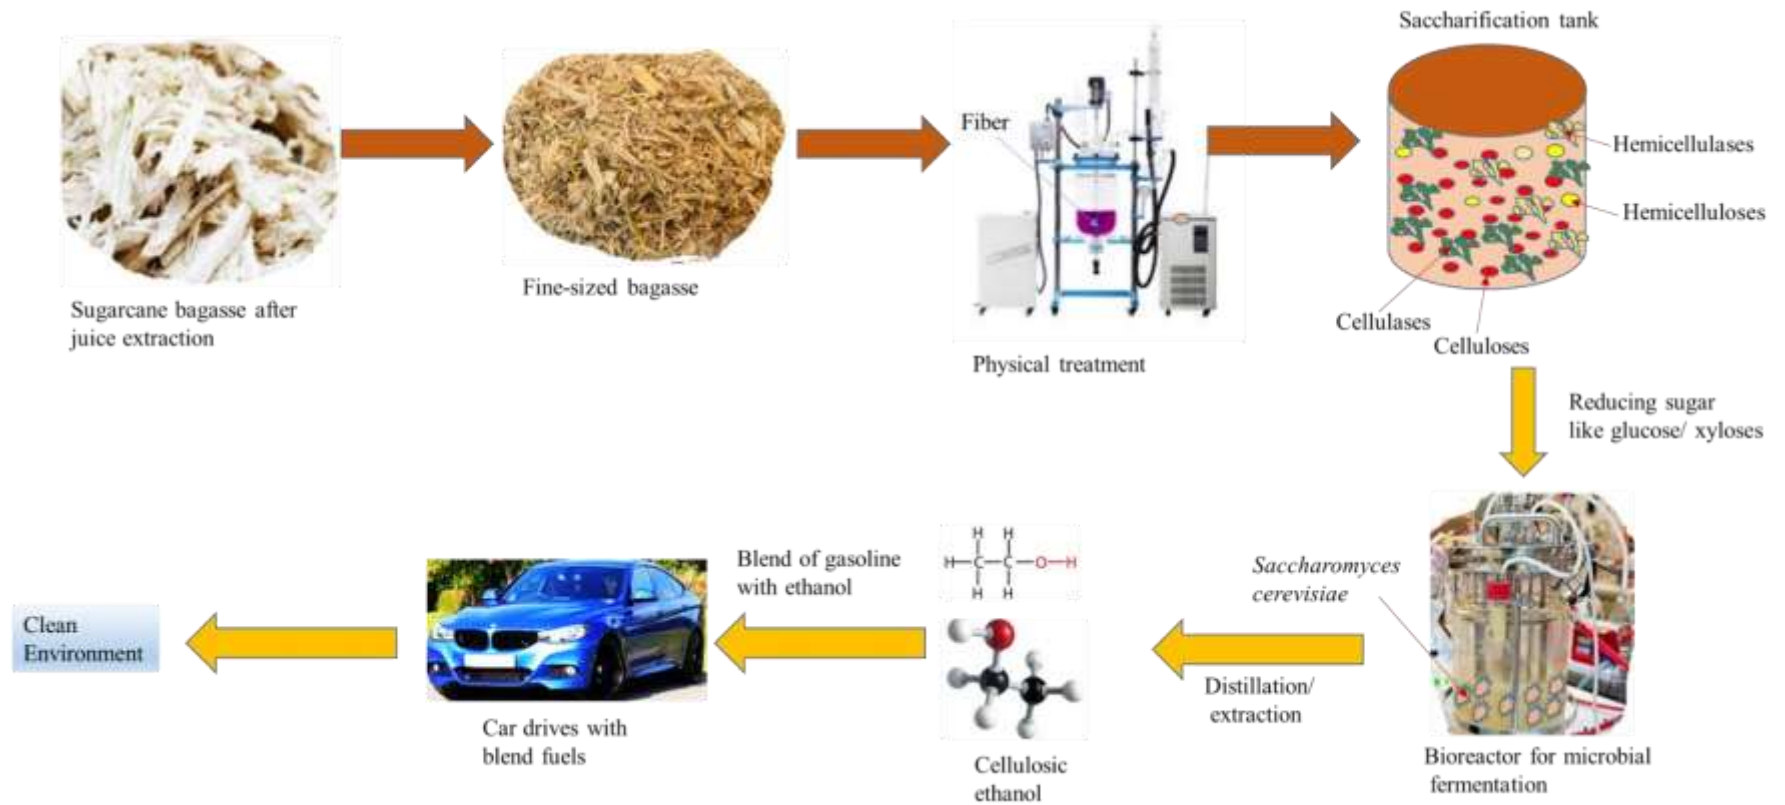 Saccharification tank
Fiber
Hemicellulases
Hemicelluloses
Sugarcane bagasse after
juice extraction
Fine-sized bagasse
Physical treatment
Cellulases
Celluloses
Reducing sugar
like glucose/ xyloses
Saccharomyces
cerevisiae
Bioreactor for microbial
fermentation
Distillation/
extraction
H H
H C C O H
H H
Cellulosic
ethanol
Blend of gasoline
with ethanol
Car drives with
blend fuels
Clean
Environment